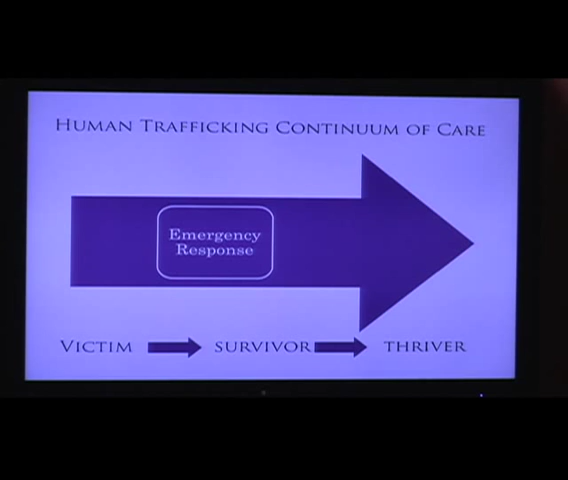 HUMAN TRAFFICKING CONTINUUM OF CARE
Emergency
Response
VICTIM SURVIVOR THRIVER